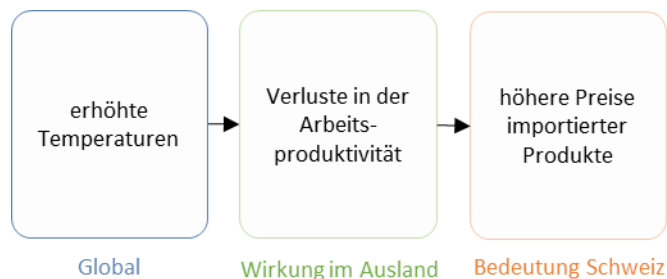 erhöhte
Temperaturen
Verluste in der
Arbeits-
produktivität
höhere Preise
importierter
Produkte
Global
Wirkung im Ausland
Bedeutung Schweiz